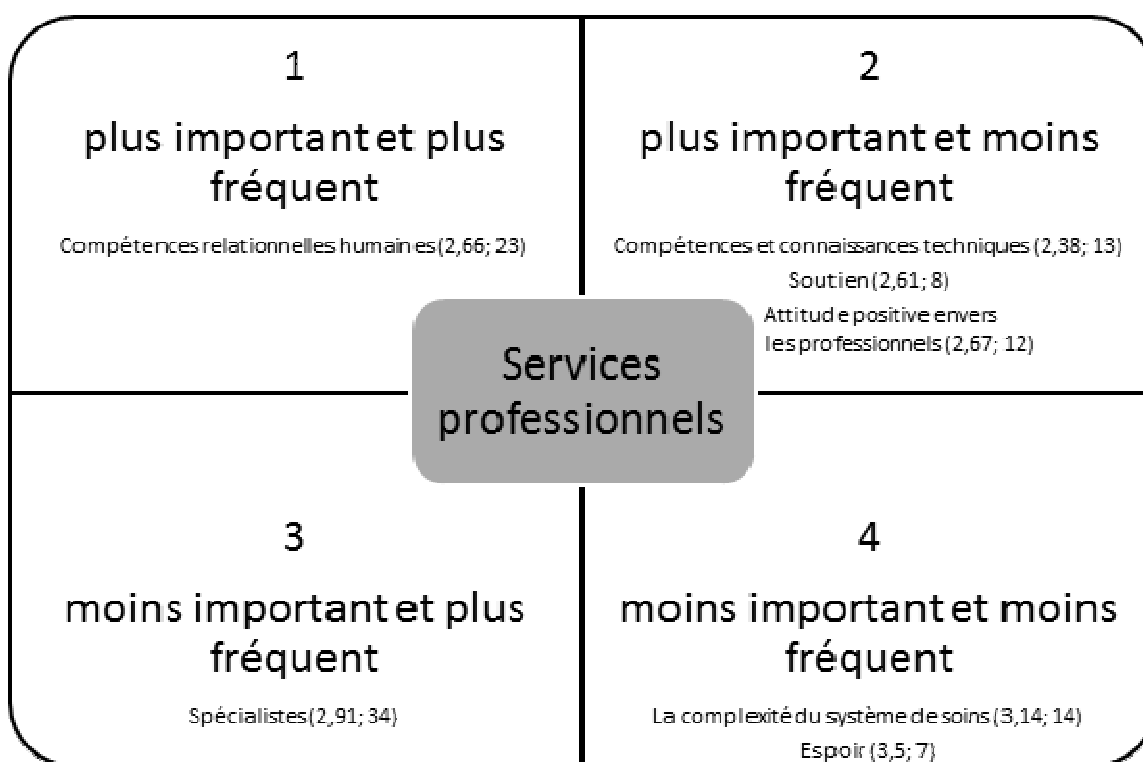 1
plus important et plus
fréquent
Compétences relationnelles humaines (2,66; 23)
2
plus important et moins
fréquent
Compétences et connaissances techniques (2,38; 13)
Soutien (2,61; 8)
Attitude positive envers
les professionnels (2,67; 12)
Services
professionnels
3
moins important et plus
fréquent
Spécialistes (2,91; 34)
4
moins important et moins
fréquent
La complexité du système de soins (3,14; 14)
Espoir (3,5; 7)